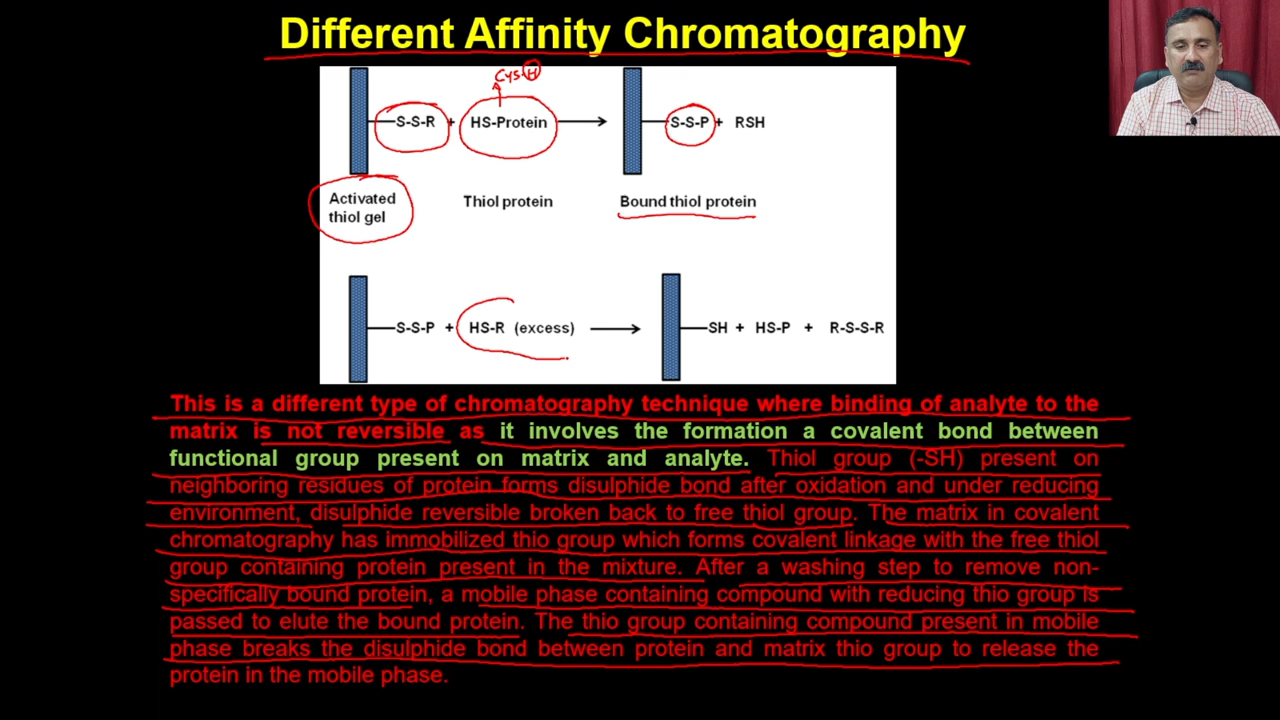 Different Affinity Chromatography
Cys-H
S-S-R + HS-Protein S-S-P + RSH
Activated
thiol gel
Thiol protein
Bound thiol protein
S-S-P + HS-R (excess) SH + HS-P + R-S-S-R
This is a different type of chromatography technique where binding of analyte to the
matrix is not reversible as it involves the formation a covalent bond between
functional group present on matrix and analyte. Thiol group (-SH) present on
neighboring residues of protein forms disulphide bond after oxidation and under reducing
environment, disulphide reversible broken back to free thiol group. The matrix in covalent
chromatography has immobilized thio group which forms covalent linkage with the free thiol
group containing protein present in the mixture. After a washing step to remove non-
specifically bound protein, a mobile phase containing compound with reducing thio group is
passed to elute the bound protein. The thio group containing compound present in mobile
phase breaks the disulphide bond between protein and matrix thio group to release the
protein in the mobile phase.